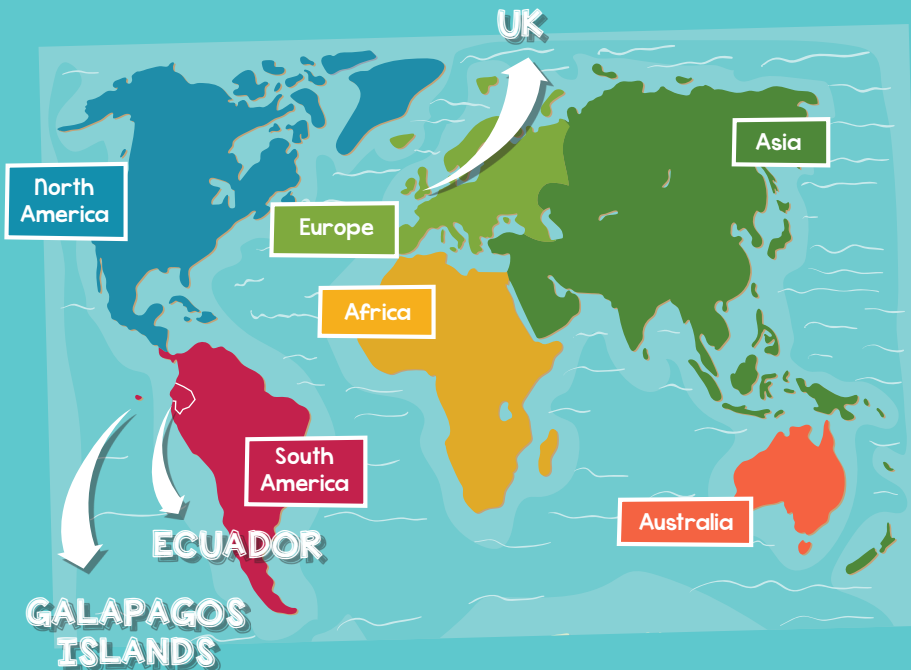 UK
Asia
North
America
Europe
Africa
South
America
Australia
ECUADOR
GALAPAGOS
ISLANDS